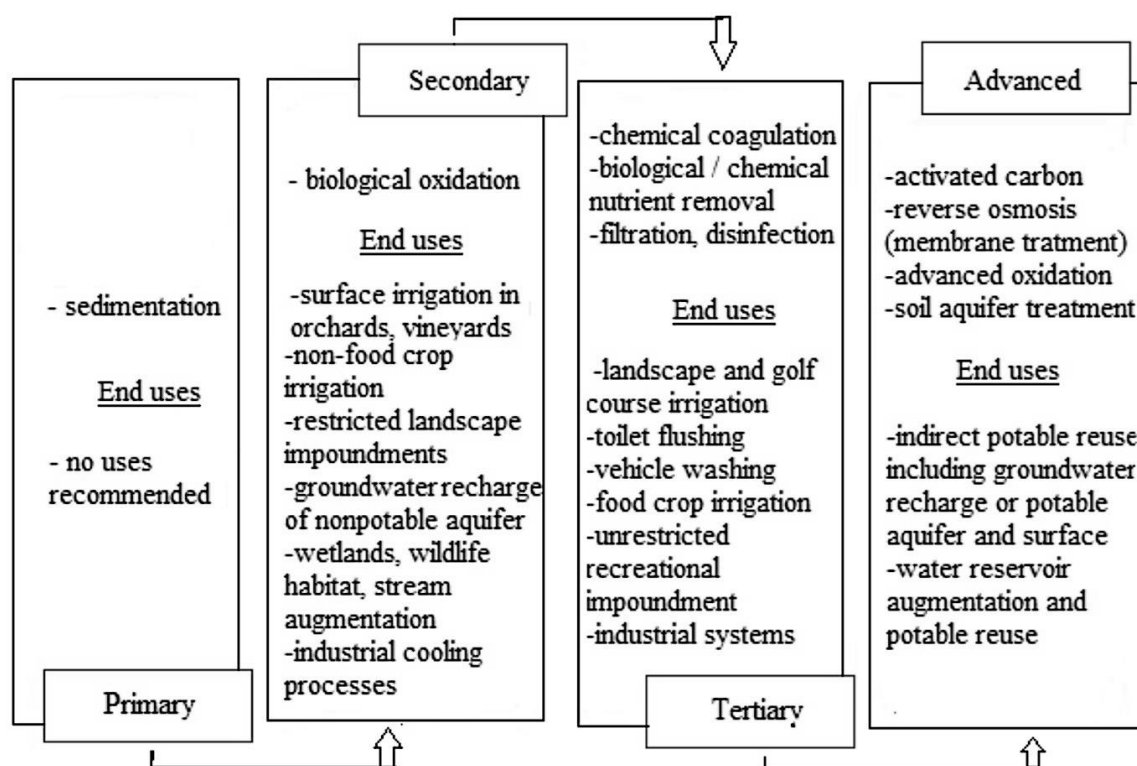 Primary
- sedimentation
End uses
- no uses
recommended
Secondary
- biological oxidation
End uses
-surface irrigation in
orchards, vineyards
-non-food crop
irrigation
-restricted landscape
impoundments
-groundwater recharge
of nonpotable aquifer
-wetlands, wildlife
habitat, stream
augmentation
-industrial cooling
processes
Tertiary
-chemical coagulation
-biological / chemical
nutrient removal
-filtration, disinfection
End uses
-landscape and golf
course irrigation
-toilet flushing
-vehicle washing
-food crop irrigation
-unrestricted
recreational
impoundment
-industrial systems
Advanced
-activated carbon
-reverse osmosis
(membrane tratment)
-advanced oxidation
-soil aquifer treatment
End uses
-indirect potable reuse
including groundwater
recharge or potable
aquifer and surface
-water reservoir
augmentation and
potable reuse